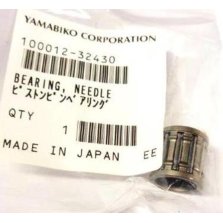 YAMABIKO CORPORATION
100012-32430
BEARING, NEEDLE
ピストンピンベアリング
QTY 1
MADE IN JAPAN EE